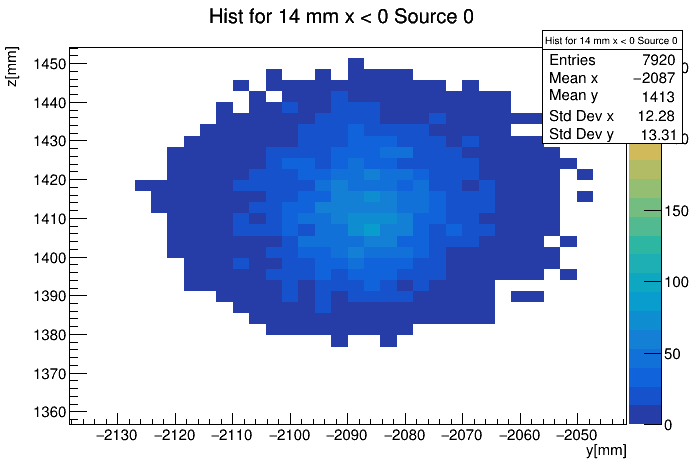 Hist for 14 mm x < 0 Source 0
z[mm]
Hist for 14 mm x < 0 Source 0
Entries 7920
Mean x −2087
Mean y 1413
Std Dev x 12.28
Std Dev y 13.31
1450
1440
1430
1420
1410
1400
1390
1380
1370
1360
150
100
50
0
−2130 −2120 −2110 −2100 −2090 −2080 −2070 −2060 −2050
y[mm]